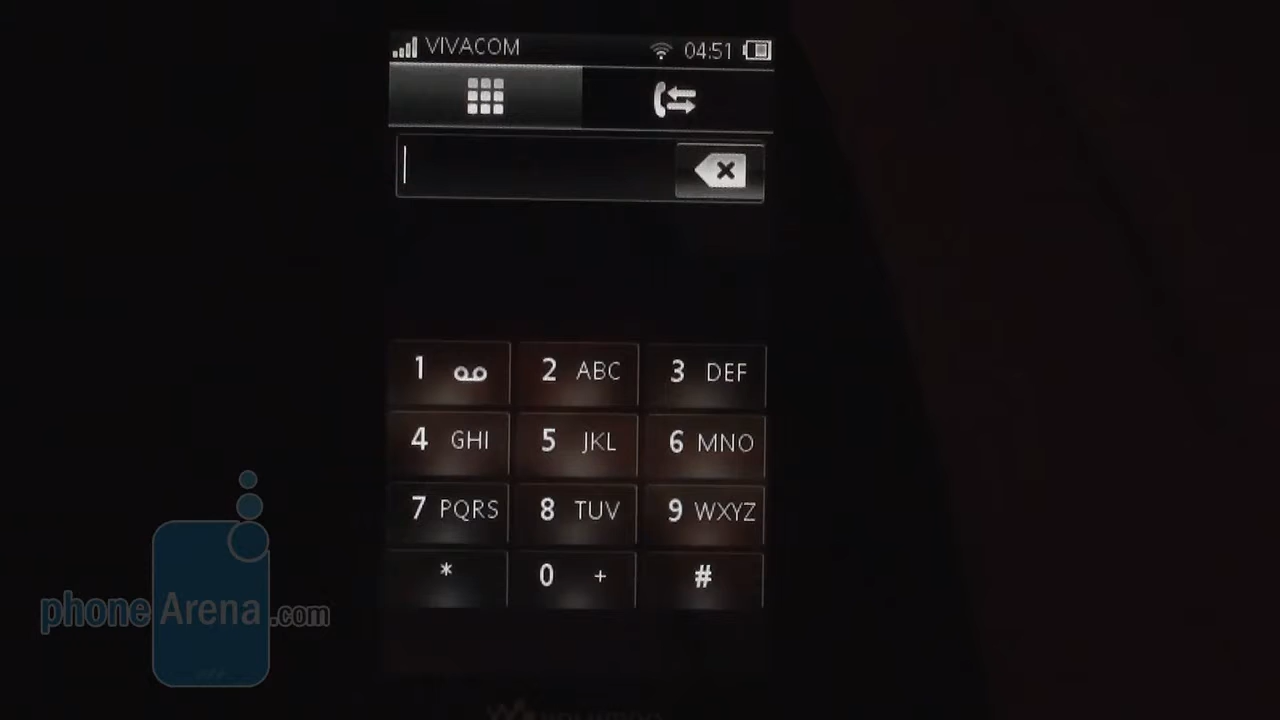 VIVACOM 04:51
1 2 ABC 3 DEF
4 GHI 5 JKL 6 MNO
7 PQRS 8 TUV 9 WXYZ
* 0 + #
phoneArena.com